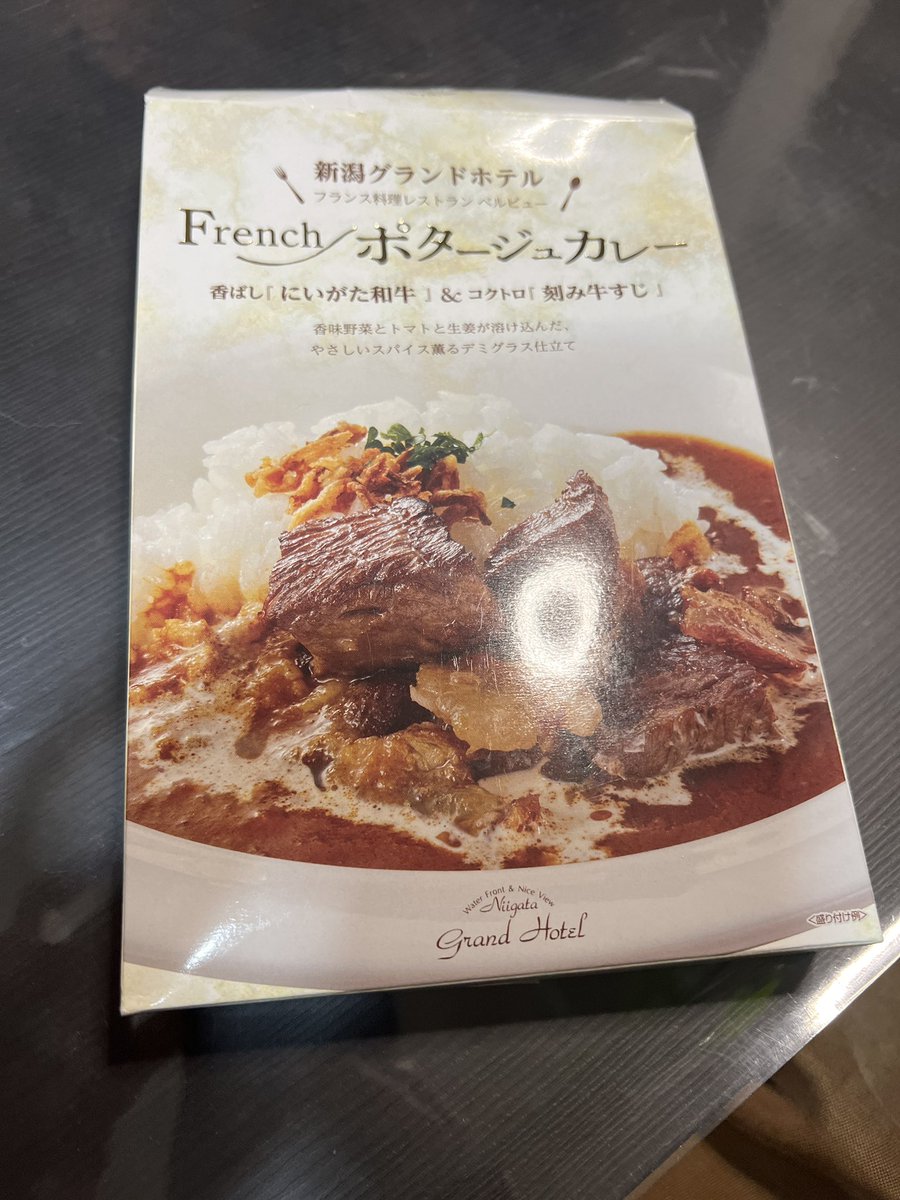 新潟グランドホテル
フランス料理レストラン ベルビュー
French ポタージュカレー
香ばし『にいがた和牛』&コクトロ『刻み牛すじ』
香味野菜とトマトと生姜が溶け込んだ、
やさしいスパイス薫るデミグラス仕立て
Water Front & Nice View
Niigata
Grand Hotel
<盛り付け例>